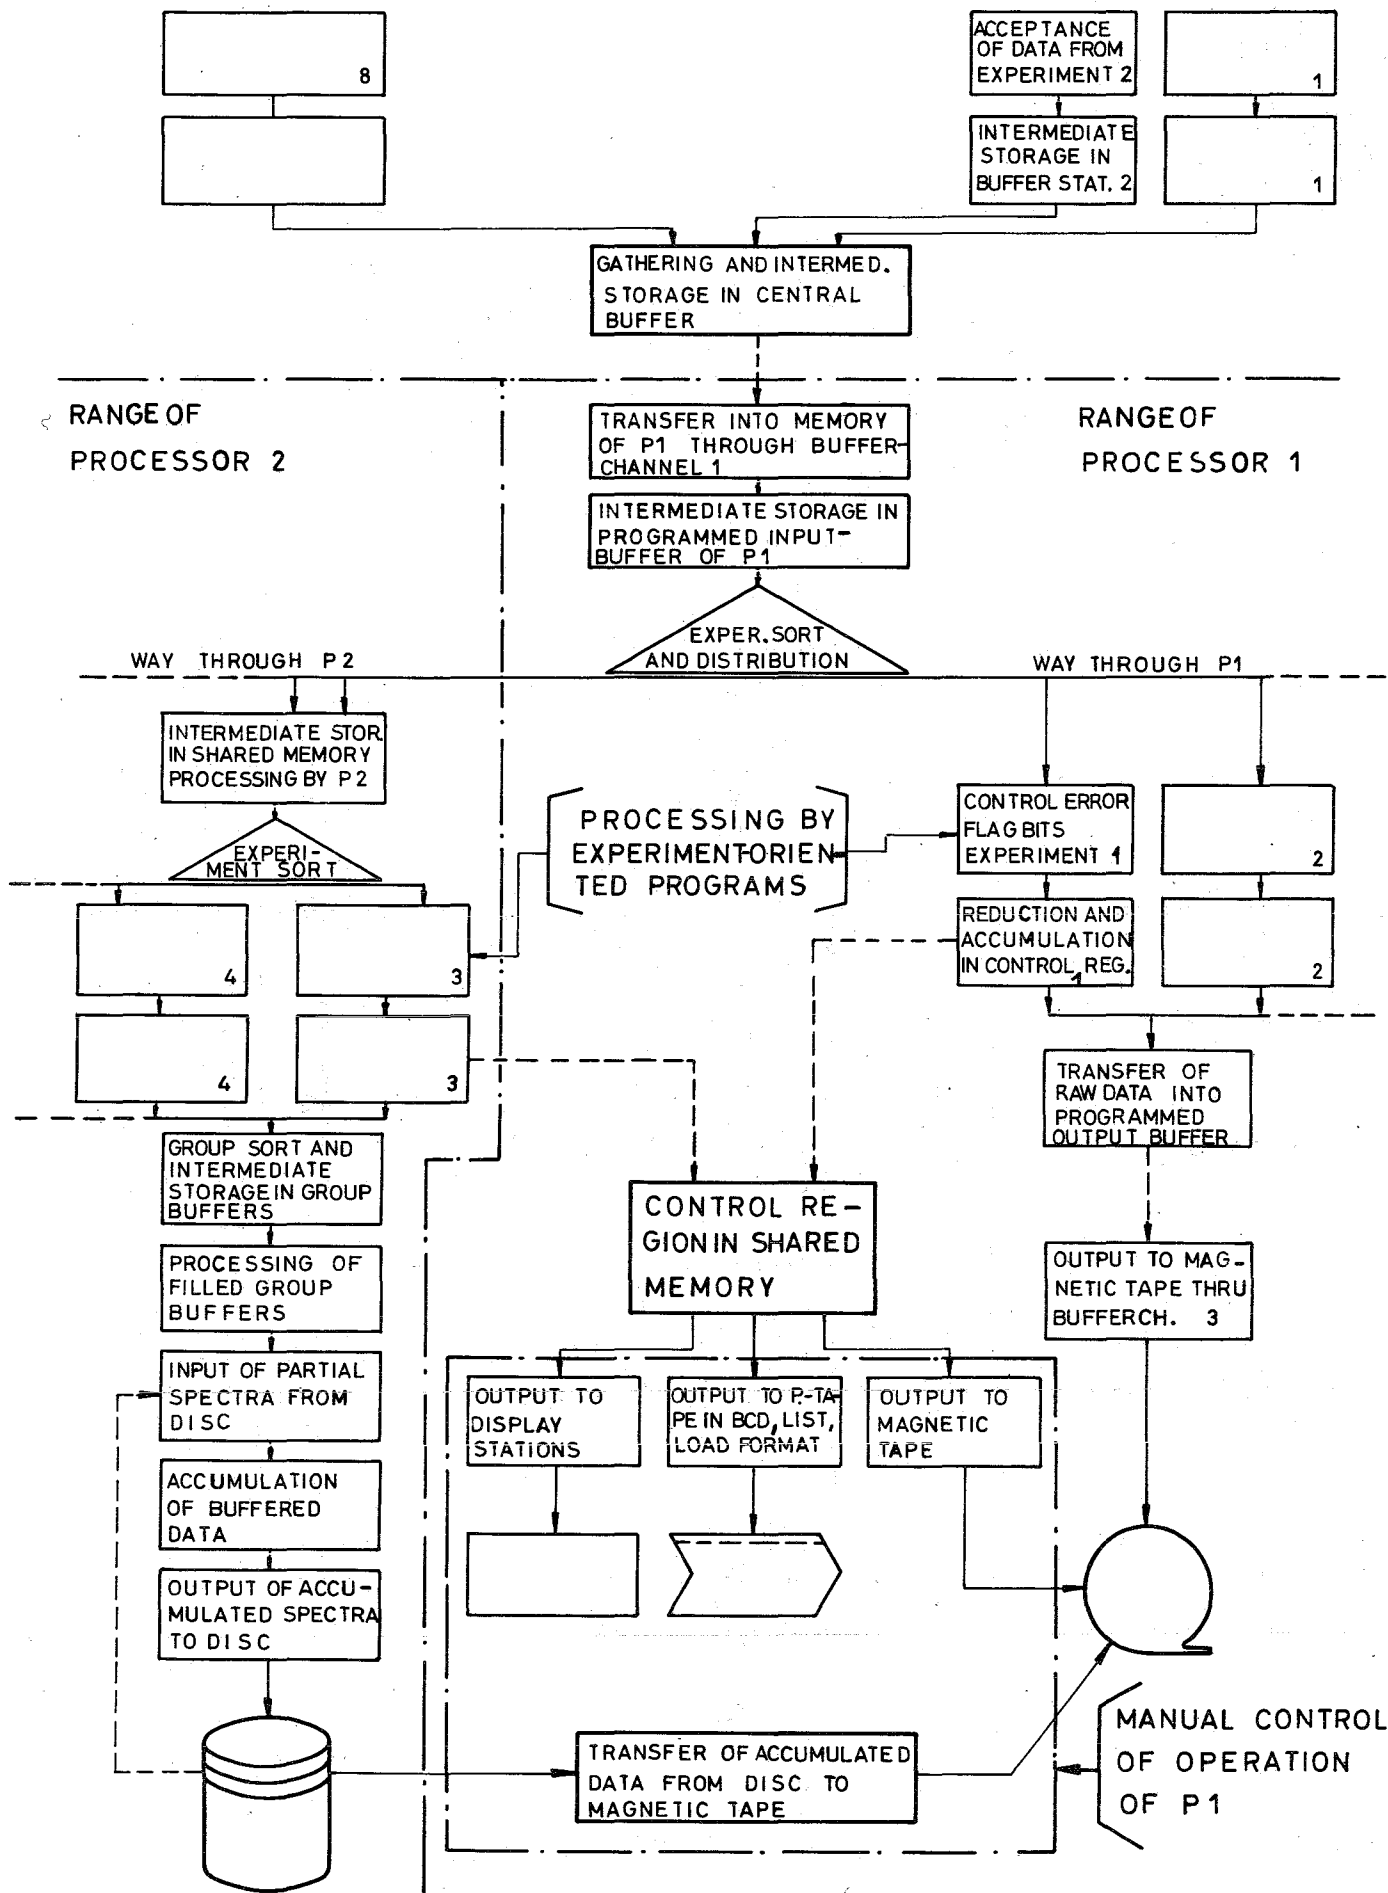 8
ACCEPTANCE
OF DATA FROM
EXPERIMENT 2
1
INTERMEDIATE
STORAGE IN
BUFFER STAT. 2
1
GATHERING AND INTERMED.
STORAGE IN CENTRAL
BUFFER
RANGE OF
PROCESSOR 2
TRANSFER INTO MEMORY
OF P1 THROUGH BUFFER-
CHANNEL 1
RANGE OF
PROCESSOR 1
INTERMEDIATE STORAGE IN
PROGRAMMED INPUT-
BUFFER OF P1
EXPER. SORT
AND DISTRIBUTION
WAY THROUGH P2
WAY THROUGH P1
INTERMEDIATE STOR.
IN SHARED MEMORY
PROCESSING BY P2
EXPERI-
MENT SORT
PROCESSING BY
EXPERIMENT-ORIEN
TED PROGRAMS
CONTROL ERROR
FLAG BITS
EXPERIMENT 1
2
4
3
REDUCTION AND
ACCUMULATION
IN CONTROL REG.
1
2
4
3
TRANSFER OF
RAW DATA INTO
PROGRAMMED
OUTPUT BUFFER
GROUP SORT AND
INTERMEDIATE
STORAGE IN GROUP
BUFFERS
CONTROL RE-
GION IN SHARED
MEMORY
PROCESSING OF
FILLED GROUP
BUFFERS
OUTPUT TO MAG-
NETIC TAPE THRU
BUFFERCH. 3
INPUT OF PARTIAL
SPECTRA FROM
DISC
OUTPUT TO
DISPLAY
STATIONS
OUTPUT TO P.-TA-
PE IN BCD, LIST,
LOAD FORMAT
OUTPUT TO
MAGNETIC
TAPE
ACCUMULATION
OF BUFFERED
DATA
OUTPUT OF ACCU-
MULATED SPECTRA
TO DISC
TRANSFER OF ACCUMULATED
DATA FROM DISC TO
MAGNETIC TAPE
MANUAL CONTROL
OF OPERATION
OF P1